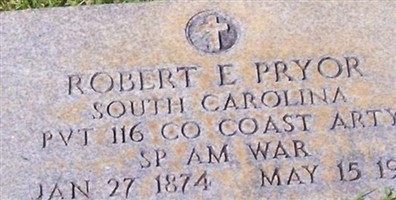 ROBERT E PRYOR
SOUTH CAROLINA
PVT 116 CO COAST ARTY
SP AM WAR
JAN 27 1874 MAY 15